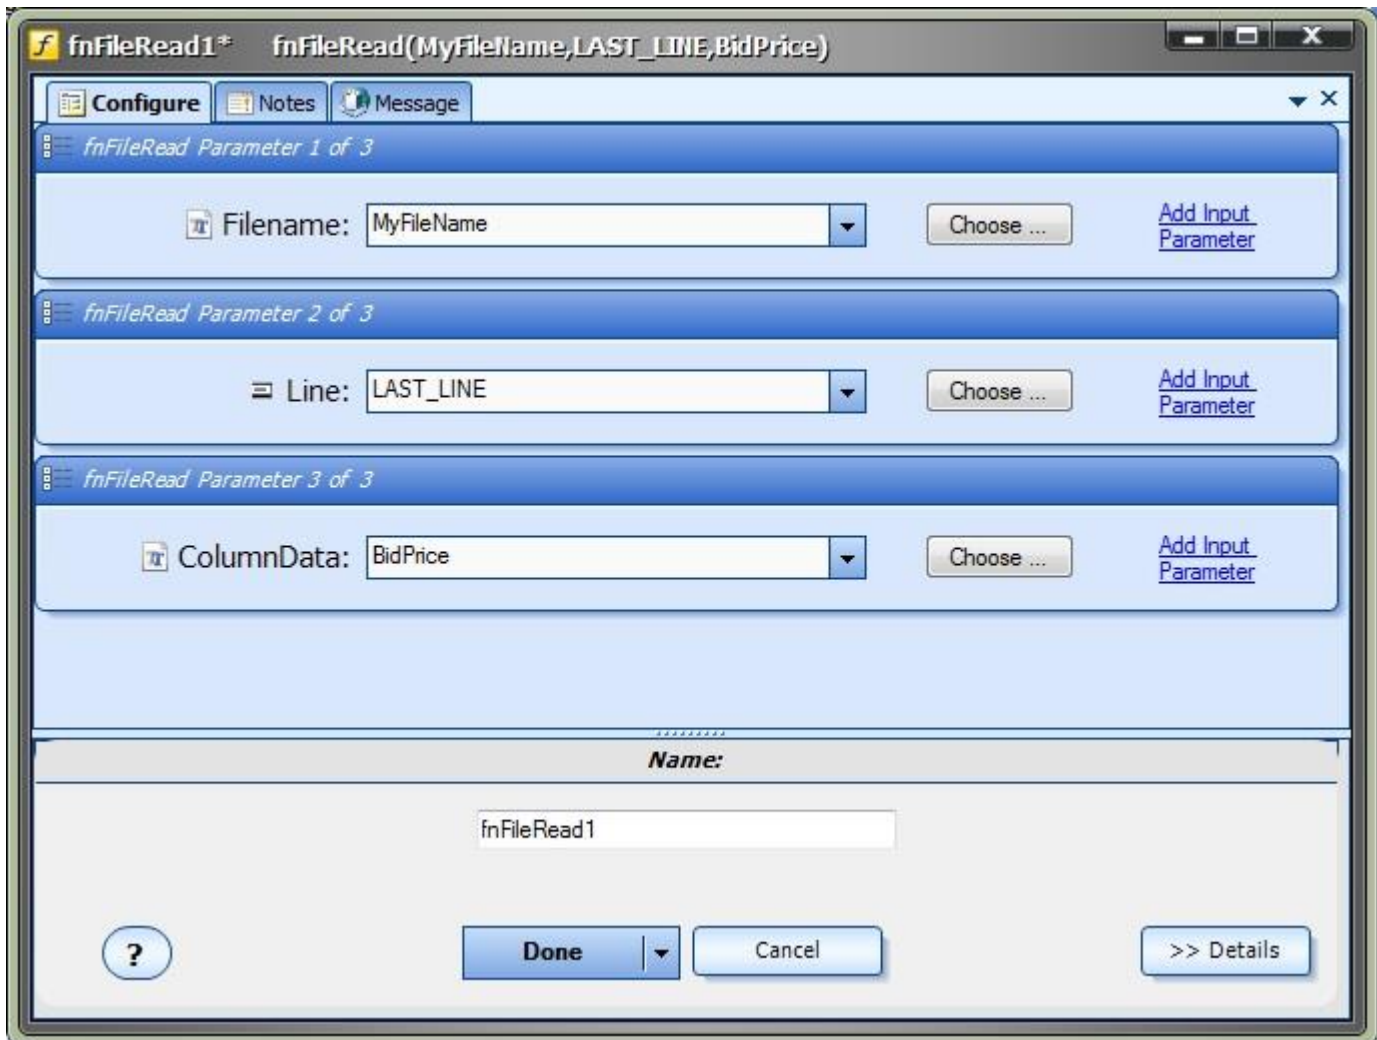 fnFileRead1* fnFileRead(MyFileName,LAST_LINE,BidPrice)
Configure Notes Message
fnFileRead Parameter 1 of 3
Filename: MyFileName Choose ... Add Input
Parameter
fnFileRead Parameter 2 of 3
Line: LAST_LINE Choose ... Add Input
Parameter
fnFileRead Parameter 3 of 3
ColumnData: BidPrice Choose ... Add Input
Parameter
Name:
fnFileRead1
? Done Cancel >> Details